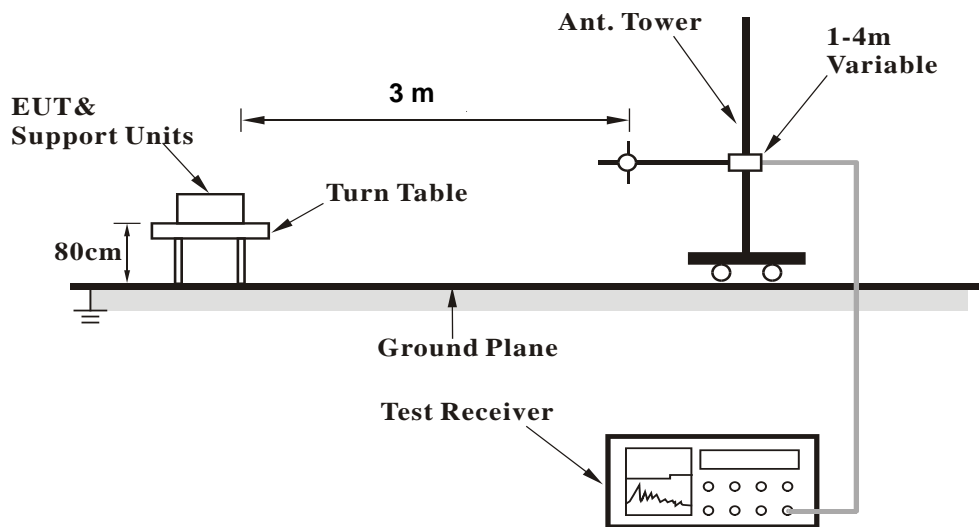 Ant. Tower
1-4m
Variable
3 m
EUT&
Support Units
Turn Table
80cm
Ground Plane
Test Receiver